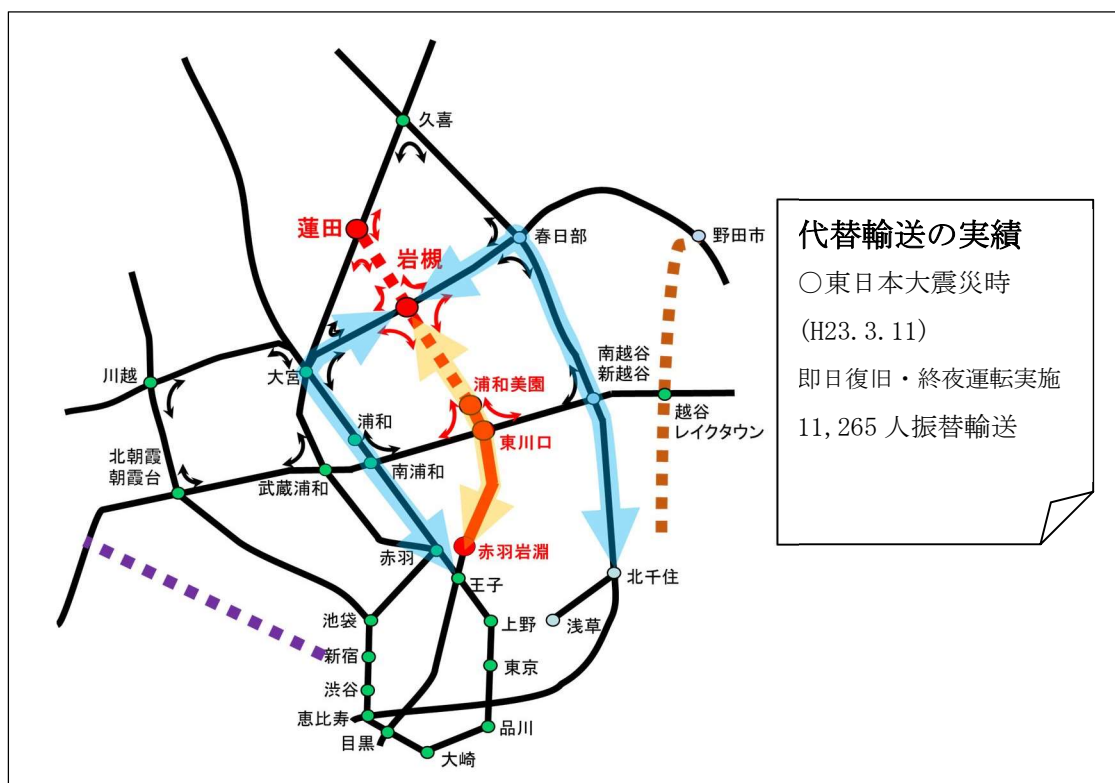 久喜
蓮田
岩槻
春日部
野田市
川越
大宮
浦和
浦和美園
南越谷
新越谷
越谷
レイクタウン
東川口
北朝霞
朝霞台
武蔵浦和
南浦和
赤羽
赤羽岩淵
王子
北千住
池袋
上野
浅草
新宿
東京
渋谷
恵比寿
品川
目黒
大崎
代替輸送の実績
○東日本大震災時
(H23.3.11)
即日復旧・終夜運転実施
11,265 人振替輸送